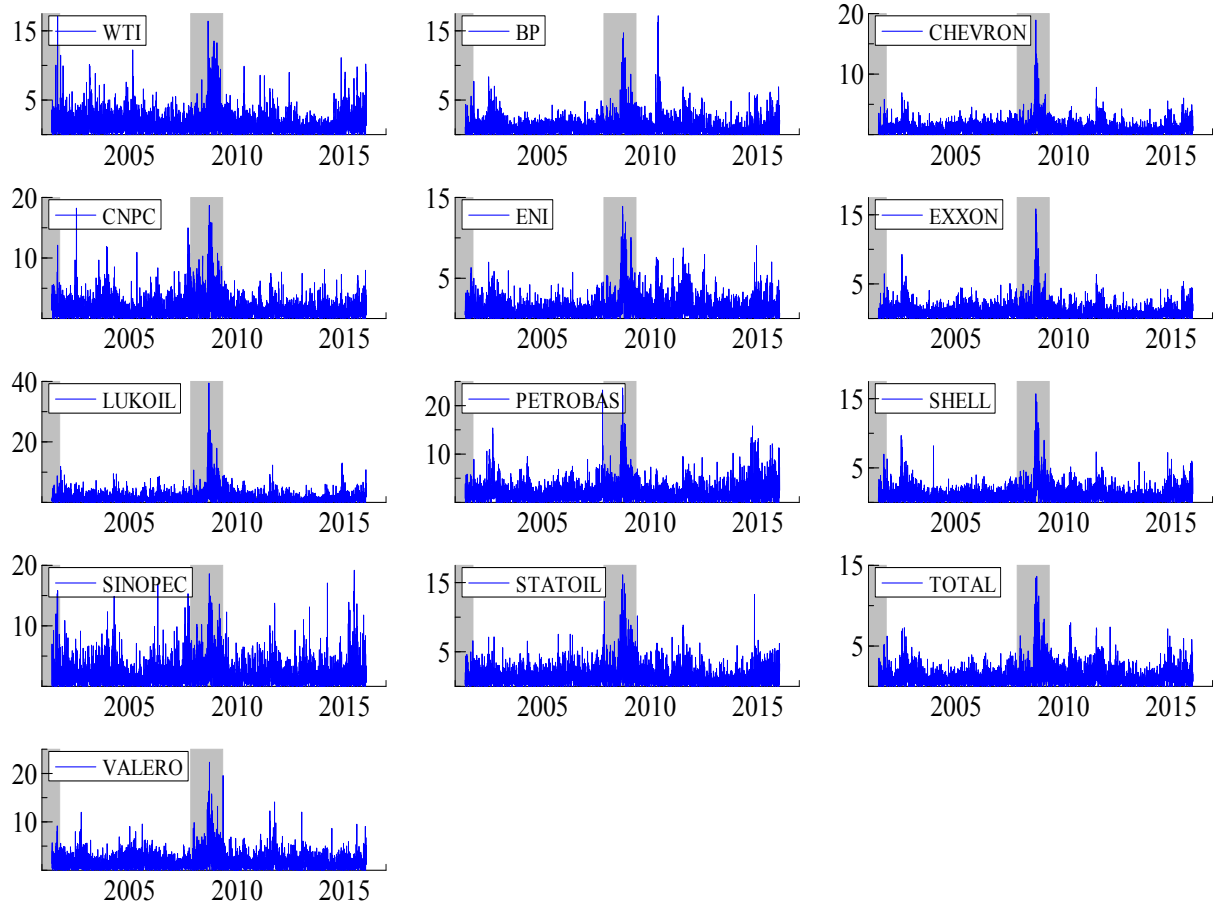 15 WTI
10
5
2005 2010 2015
15 BP
10
5
2005 2010 2015
20 CHEVRON
10
2005 2010 2015
20 CNPC
10
2005 2010 2015
15 ENI
5
2005 2010 2015
15 EXXON
5
2005 2010 2015
40 LUKOIL
20
2005 2010 2015
20 PETROBAS
10
2005 2010 2015
15 SHELL
5
2005 2010 2015
20 SINOPEC
10
2005 2010 2015
15 STATOIL
5
2005 2010 2015
15 TOTAL
5
2005 2010 2015
20 VALERO
10
2005 2010 2015